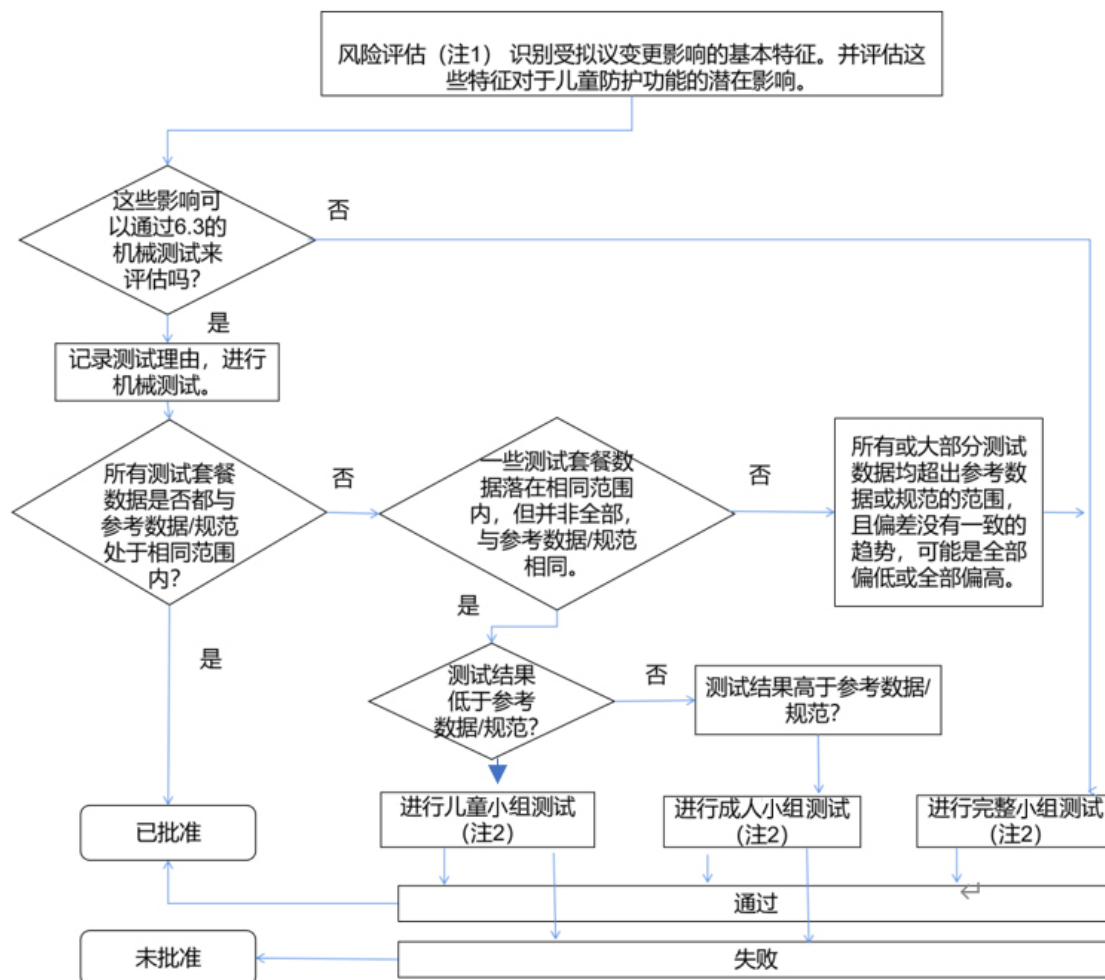 风险评估（注1） 识别受拟议变更影响的基本特征。并评估这
些特征对于儿童防护功能的潜在影响。
这些影响可
以通过6.3的
机械测试来
评估吗？
否
是
记录测试理由，进行
机械测试。
所有测试套餐
数据是否都与
参考数据/规范
处于相同范围
内？
否
一些测试套餐数
据落在相同范围
内，但并非全部，
与参考数据/规范
相同。
否
所有或大部分测试
数据均超出参考数
据或规范的范围，
且偏差没有一致的
趋势，可能是全部
偏低或全部偏高。
是
是
测试结果
低于参考
数据/规范？
否
测试结果高于参考数据/
规范？
进行儿童小组测试
（注2）
进行成人小组测试
（注2）
进行完整小组测试
（注2）
已批准
通过
未批准
失败